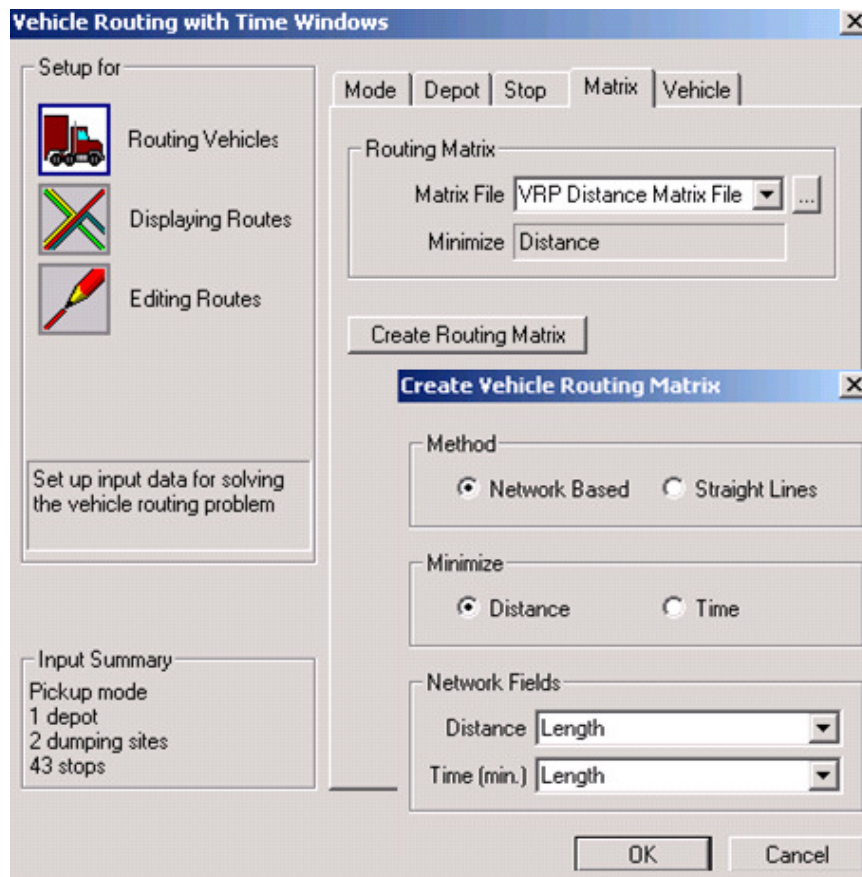 Vehicle Routing with Time Windows
Setup for
Routing Vehicles
Displaying Routes
Editing Routes
Set up input data for solving
the vehicle routing problem
Input Summary
Pickup mode
1 depot
2 dumping sites
43 stops
Mode Depot Stop Matrix Vehicle
Routing Matrix
Matrix File VRP Distance Matrix File ...
Minimize Distance
Create Routing Matrix
Create Vehicle Routing Matrix
Method
Network Based Straight Lines
Minimize
Distance Time
Network Fields
Distance Length
Time (min.) Length
OK Cancel